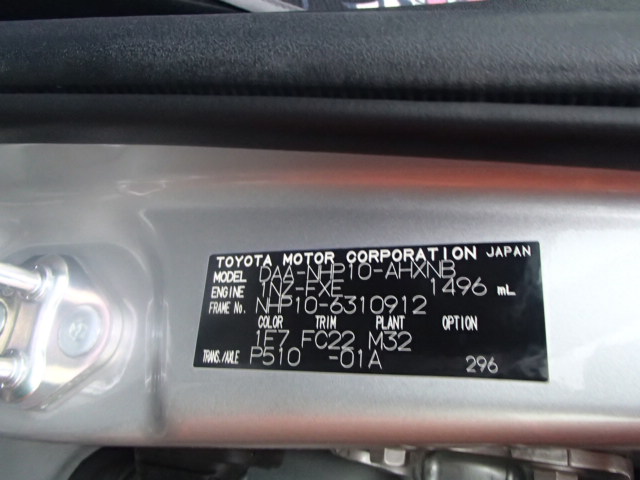 TOYOTA MOTOR CORPORATION JAPAN
MODEL DAA-NHP10-AHXNB
ENGINE 1NZ-FXE 1496 mL
FRAME No. NHP10-6310912
COLOR TRIM PLANT OPTION
1F7 FC22 M32
TRANS./AXLE P510 -01A 296